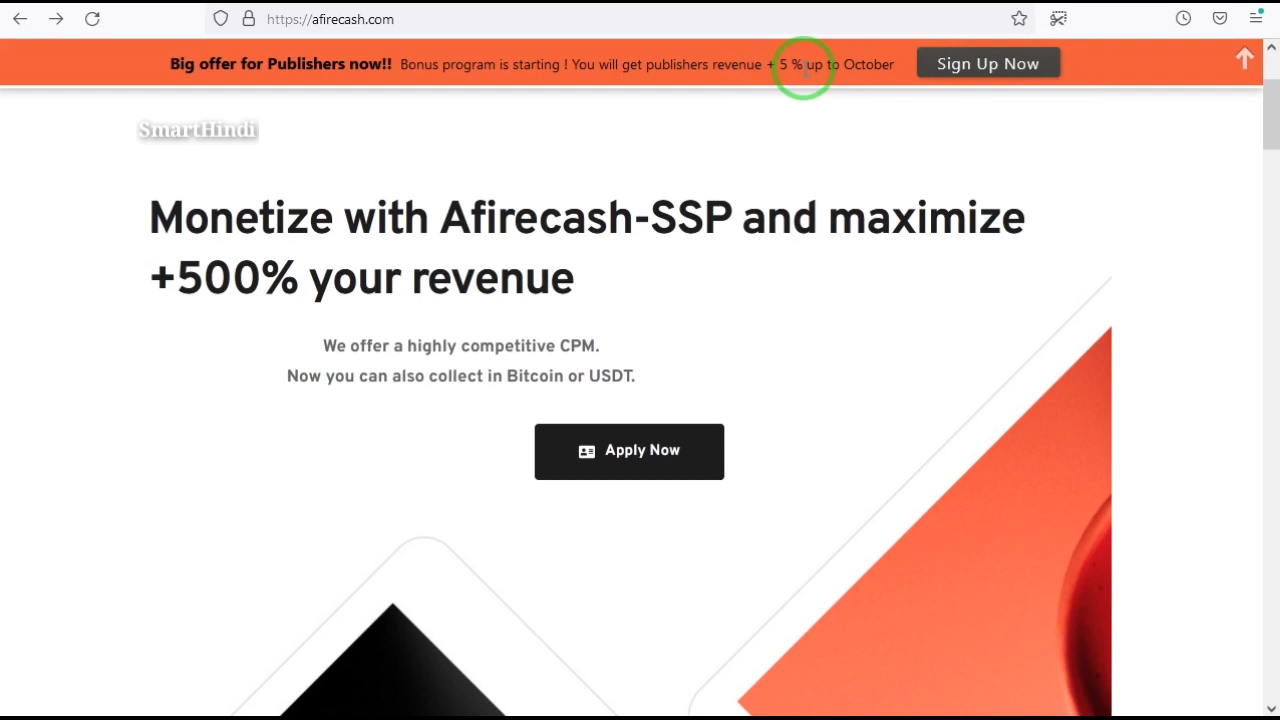 https://afirecash.com
Big offer for Publishers now!! Bonus program is starting ! You will get publishers revenue + 5 % up to October
Sign Up Now
SmartHindi
Monetize with Afirecash-SSP and maximize
+500% your revenue
We offer a highly competitive CPM.
Now you can also collect in Bitcoin or USDT.
Apply Now